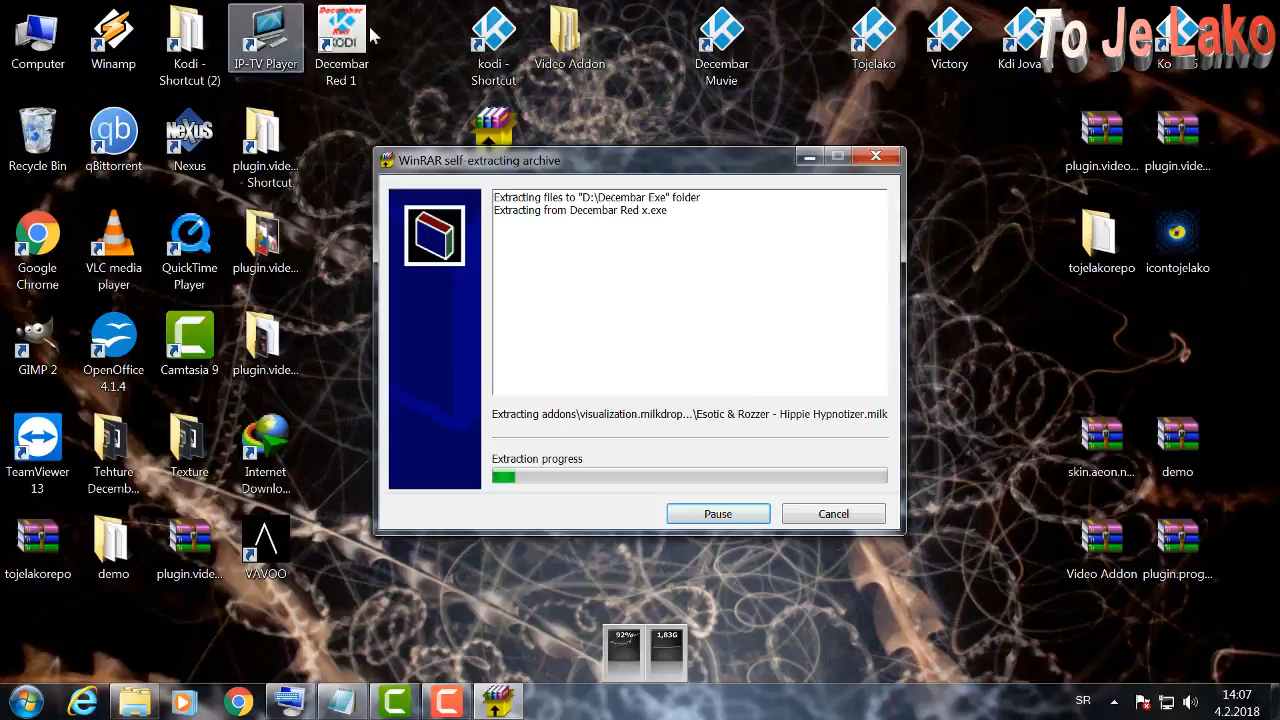 To Je Lako
Computer
Winamp
Kodi -
Shortcut (2)
IP-TV Player
Decembar
Red
KODI
Decembar
Red 1
kodi -
Shortcut
Video Addon
Decembar
Muvie
Tojelako
Victory
Recycle Bin
qb
qBittorrent
NeXuS
Nexus
plugin.vide...
- Shortcut
plugin.video...
plugin.vide...
Google
Chrome
VLC media
player
QuickTime
Player
plugin.vide...
tojelakorepo
icontojelako
GIMP 2
OpenOffice
4.1.4
Camtasia 9
plugin.vide...
TeamViewer
13
Tehture
Decemb...
Texture
Internet
Downlo...
skin.aeon.n...
demo
tojelakorepo
demo
plugin.vide...
VAVOO
Video Addon
plugin.prog...
WinRAR self-extracting archive
Extracting files to "D:\Decembar Exe" folder
Extracting from Decembar Red x.exe
Extracting addons\visualization.milkdrop...\Esotic & Rozzer - Hippie Hypnotizer.milk
Extraction progress
Pause
Cancel
92%
1,83G
SR
14:07
4.2.2018